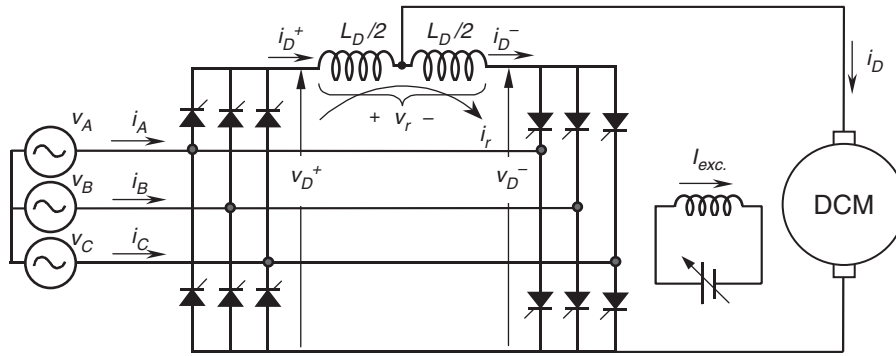 i_D^+ L_D/2 L_D/2 i_D^-
i_D
+ v_r −
i_r
v_A i_A
v_D^+ v_D^-
v_B i_B
I_exc.
DCM
v_C i_C